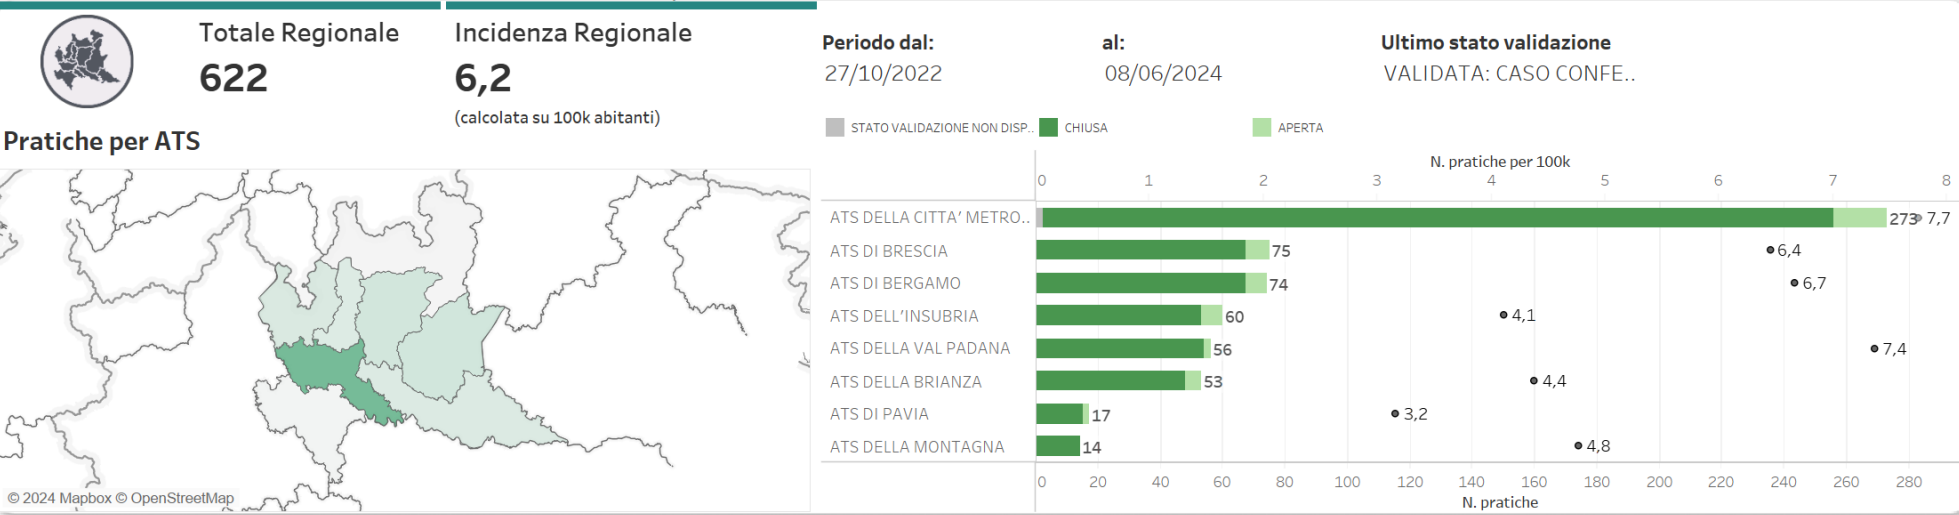 Totale Regionale
622
Incidenza Regionale
6,2
(calcolata su 100k abitanti)
Periodo dal:
27/10/2022
al:
08/06/2024
Ultimo stato validazione
VALIDATA: CASO CONFE..
Pratiche per ATS
© 2024 Mapbox © OpenStreetMap
STATO VALIDAZIONE NON DISP.. CHIUSA APERTA
N. pratiche per 100k
0 1 2 3 4 5 6 7 8
ATS DELLA CITTA' METRO.. 273 7,7
ATS DI BRESCIA 75 6,4
ATS DI BERGAMO 74 6,7
ATS DELL'INSUBRIA 60 4,1
ATS DELLA VAL PADANA 56 7,4
ATS DELLA BRIANZA 53 4,4
ATS DI PAVIA 17 3,2
ATS DELLA MONTAGNA 14 4,8
0 20 40 60 80 100 120 140 160 180 200 220 240 260 280
N. pratiche